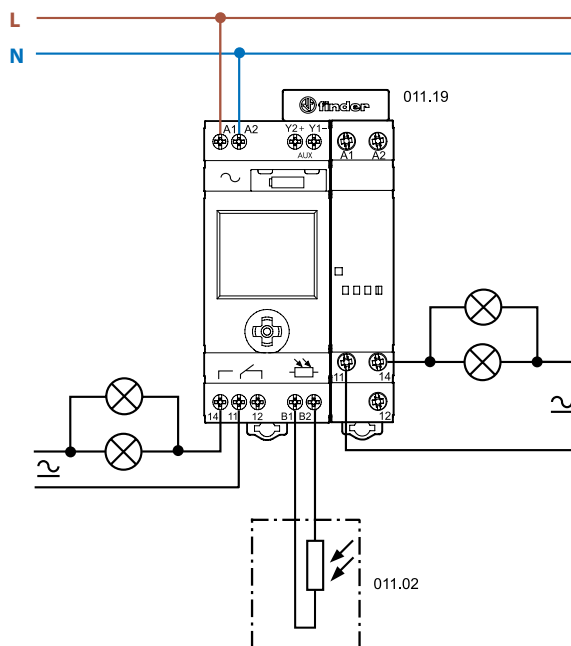 L
N
finder
011.19
A1 A2
Y2+ Y1–
AUX
A1 A2
14 11 12
B1 B2
11 14
12
011.02